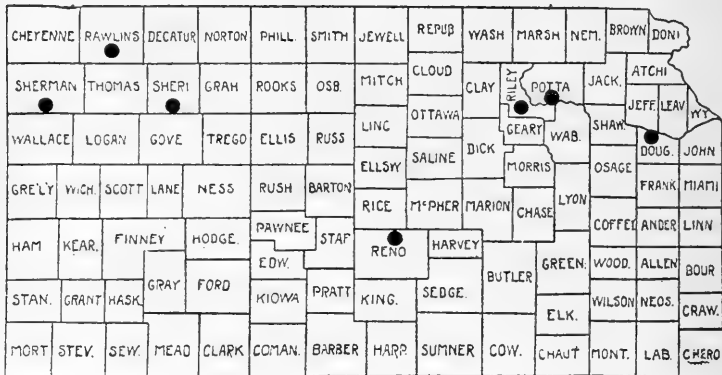 CHEYENNE RAWLINS DECATUR NORTON PHILL. SMITH JEWELL REPUB WASH MARSH NEM. BROWN DONI
SHERMAN THOMAS SHERI GRAH ROOKS OSB. MITCH CLOUD CLAY RILEY POTTA JACK. ATCHI
JEFF. LEAV WY
WALLACE LOGAN GOVE TREGO ELLIS RUSS LINC OTTAWA GEARY WAB. SHAW. DOUG. JOHN
SALINE DICK MORRIS OSAGE
ELLSW
GRE'L'Y WICH. SCOTT LANE NESS RUSH BARTON RICE McPHER MARION CHASE LYON FRANK MIAMI
HAM KEAR. FINNEY HODGE. PAWNEE STAF RENO HARVEY COFFEE ANDER LINN
EDW.
STAN. GRANT HASK. GRAY FORD KIOWA PRATT KING. SEDGE. BUTLER GREEN. WOOD. ALLEN BOUR
ELK. WILSON NEOS. CRAW.
MORT STEV. SEW. MEAD CLARK COMAN. BARBER HARP. SUMNER COW. CHAUT MONT. LAB. CHERO